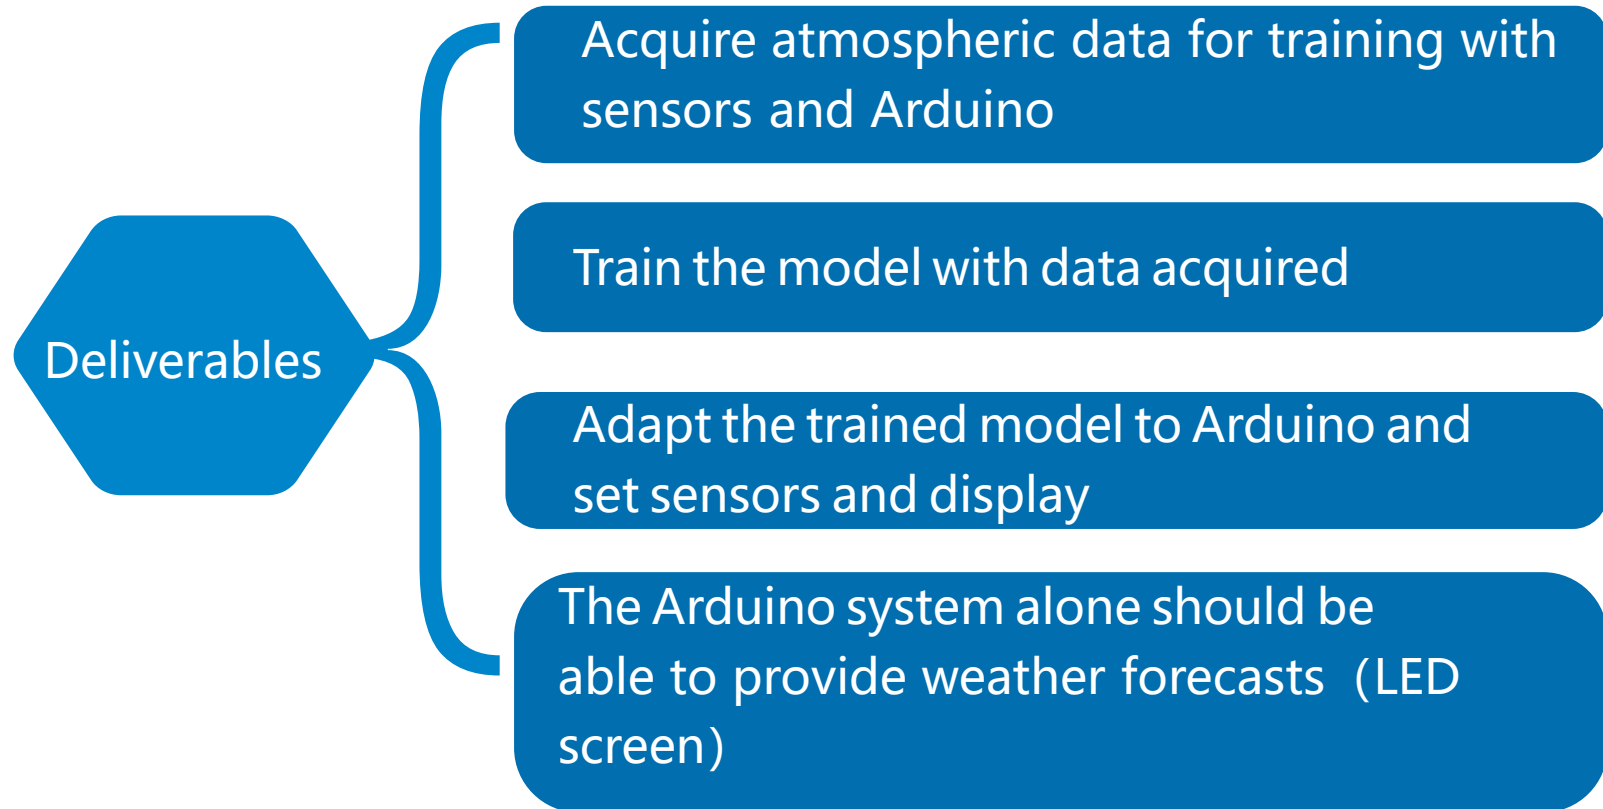 Deliverables
Acquire atmospheric data for training with
sensors and Arduino
Train the model with data acquired
Adapt the trained model to Arduino and
set sensors and display
The Arduino system alone should be
able to provide weather forecasts（LED
screen）